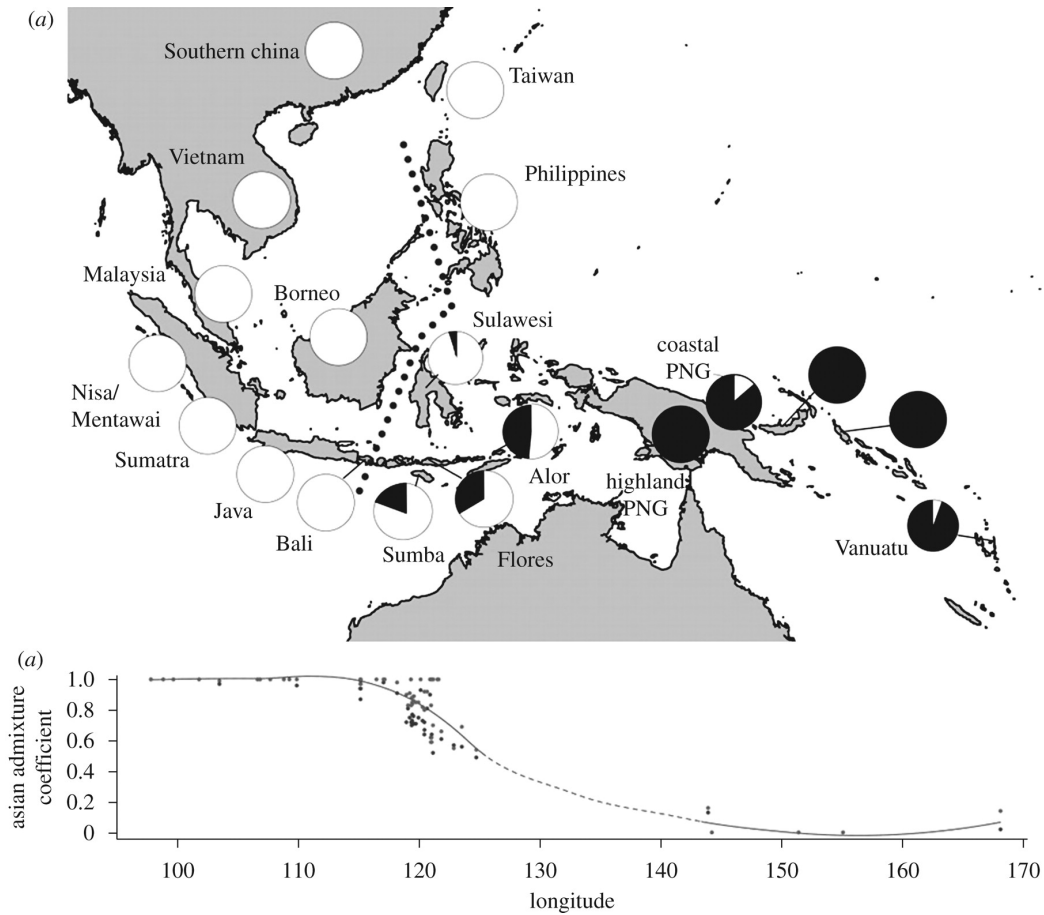 (a)
Southern china
Taiwan
Vietnam
Philippines
Malaysia
Borneo
Sulawesi
coastal
PNG
Nisa/
Mentawai
Sumatra
Alor
highland
PNG
Java
Bali
Sumba
Flores
Vanuatu
(a)
asian admixture
coefficient
1.0
0.8
0.6
0.4
0.2
0
100 110 120 130 140 150 160 170
longitude